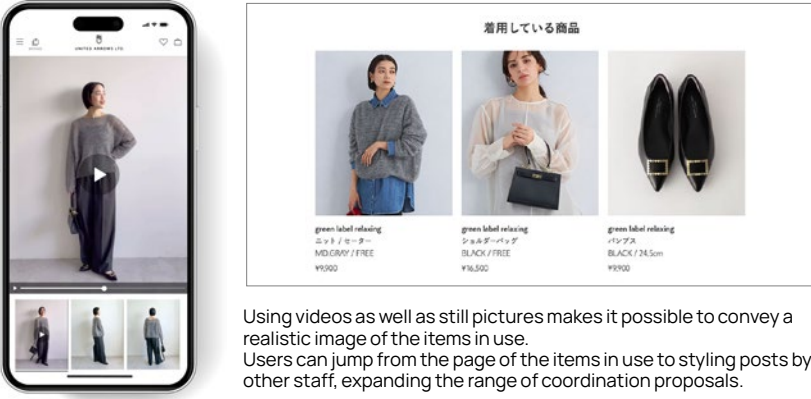 UNITED ARROWS LTD.
着用している商品
green label relaxing
ニット / セーター
MD.GRAY / FREE
¥9,900
green label relaxing
ショルダーバッグ
BLACK / FREE
¥16,500
green label relaxing
パンプス
BLACK / 24.5cm
¥9,900
Using videos as well as still pictures makes it possible to convey a
realistic image of the items in use.
Users can jump from the page of the items in use to styling posts by
other staff, expanding the range of coordination proposals.